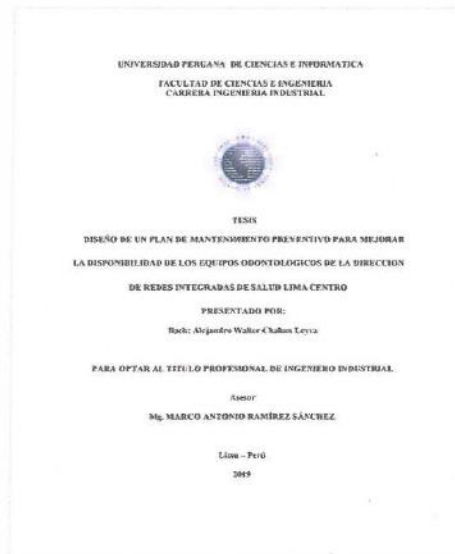 UNIVERSIDAD PERUANA DE CIENCIAS E INFORMATICA
FACULTAD DE CIENCIAS E INGENIERIA
CARRERA INGENIERIA INDUSTRIAL
TESIS
DISEÑO DE UN PLAN DE MANTENIMIENTO PREVENTIVO PARA MEJORAR
LA DISPONIBILIDAD DE LOS EQUIPOS ODONTOLOGICOS DE LA DIRECCION
DE REDES INTEGRADAS DE SALUD LIMA CENTRO
PRESENTADO POR:
Bach: Alejandro Walter Leyva
PARA OPTAR AL TITULO PROFESIONAL DE INGENIERO INDUSTRIAL
Asesor
Mg. MARCO ANTONIO RAMÍREZ SÁNCHEZ
Lima – Perú
2019